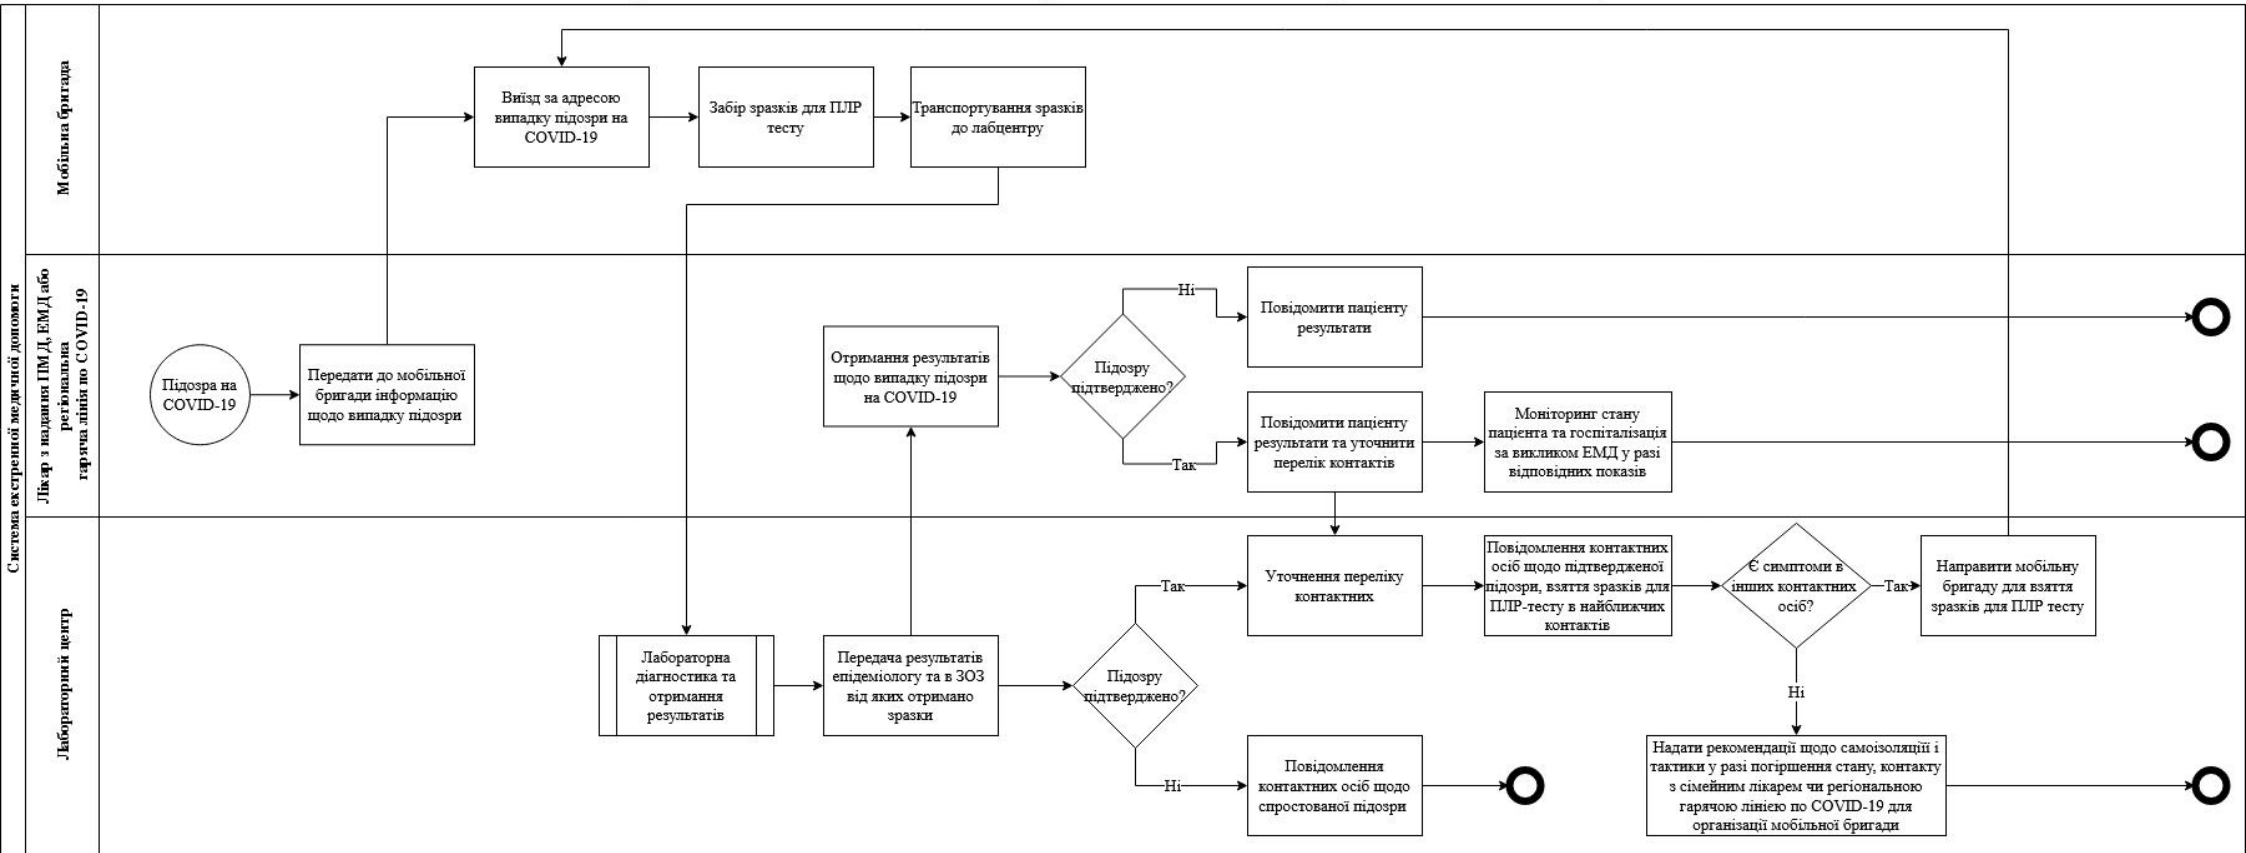 Система екстренної медичної допомоги
Мобільна бригада
Виїзд за адресою
випадку підозри на
COVID-19
Забір зразків для ПЛР
тесту
Транспортування зразків
до лабцентру
Лікар з надання ПМД, ЕМД або
регіональна
гаряча лінія по COVID-19
Підозра на
COVID-19
Передати до мобільної
бригади інформацію
щодо випадку підозри
Отримання результатів
щодо випадку підозри
на COVID-19
Підозру
підтверджено?
Ні
Повідомити пацієнту
результати
Так
Повідомити пацієнту
результати та уточнити
перелік контактів
Моніторинг стану
пацієнта та госпіталізація
за викликом ЕМД у разі
відповідних показів
Лабораторний центр
Лабораторна
діагностика та
отримання
результатів
Передача результатів
епідеміологу та в ЗОЗ
від яких отримано
зразки
Підозру
підтверджено?
Так
Уточнення переліку
контактних
Повідомлення контактних
осіб щодо підтвердженої
підозри, взяття зразків для
ПЛР-тесту в найближчих
контактів
Є симптоми в
інших контактних
осіб?
Так
Направити мобільну
бригаду для взяття
зразків для ПЛР тесту
Ні
Повідомлення
контактних осіб щодо
спростованої підозри
Ні
Надати рекомендації щодо самоізоляціїі і
тактики у разі погіршення стану, контакту
з сімейним лікарем чи регіональною
гарячою лінією по COVID-19 для
організації мобільної бригади